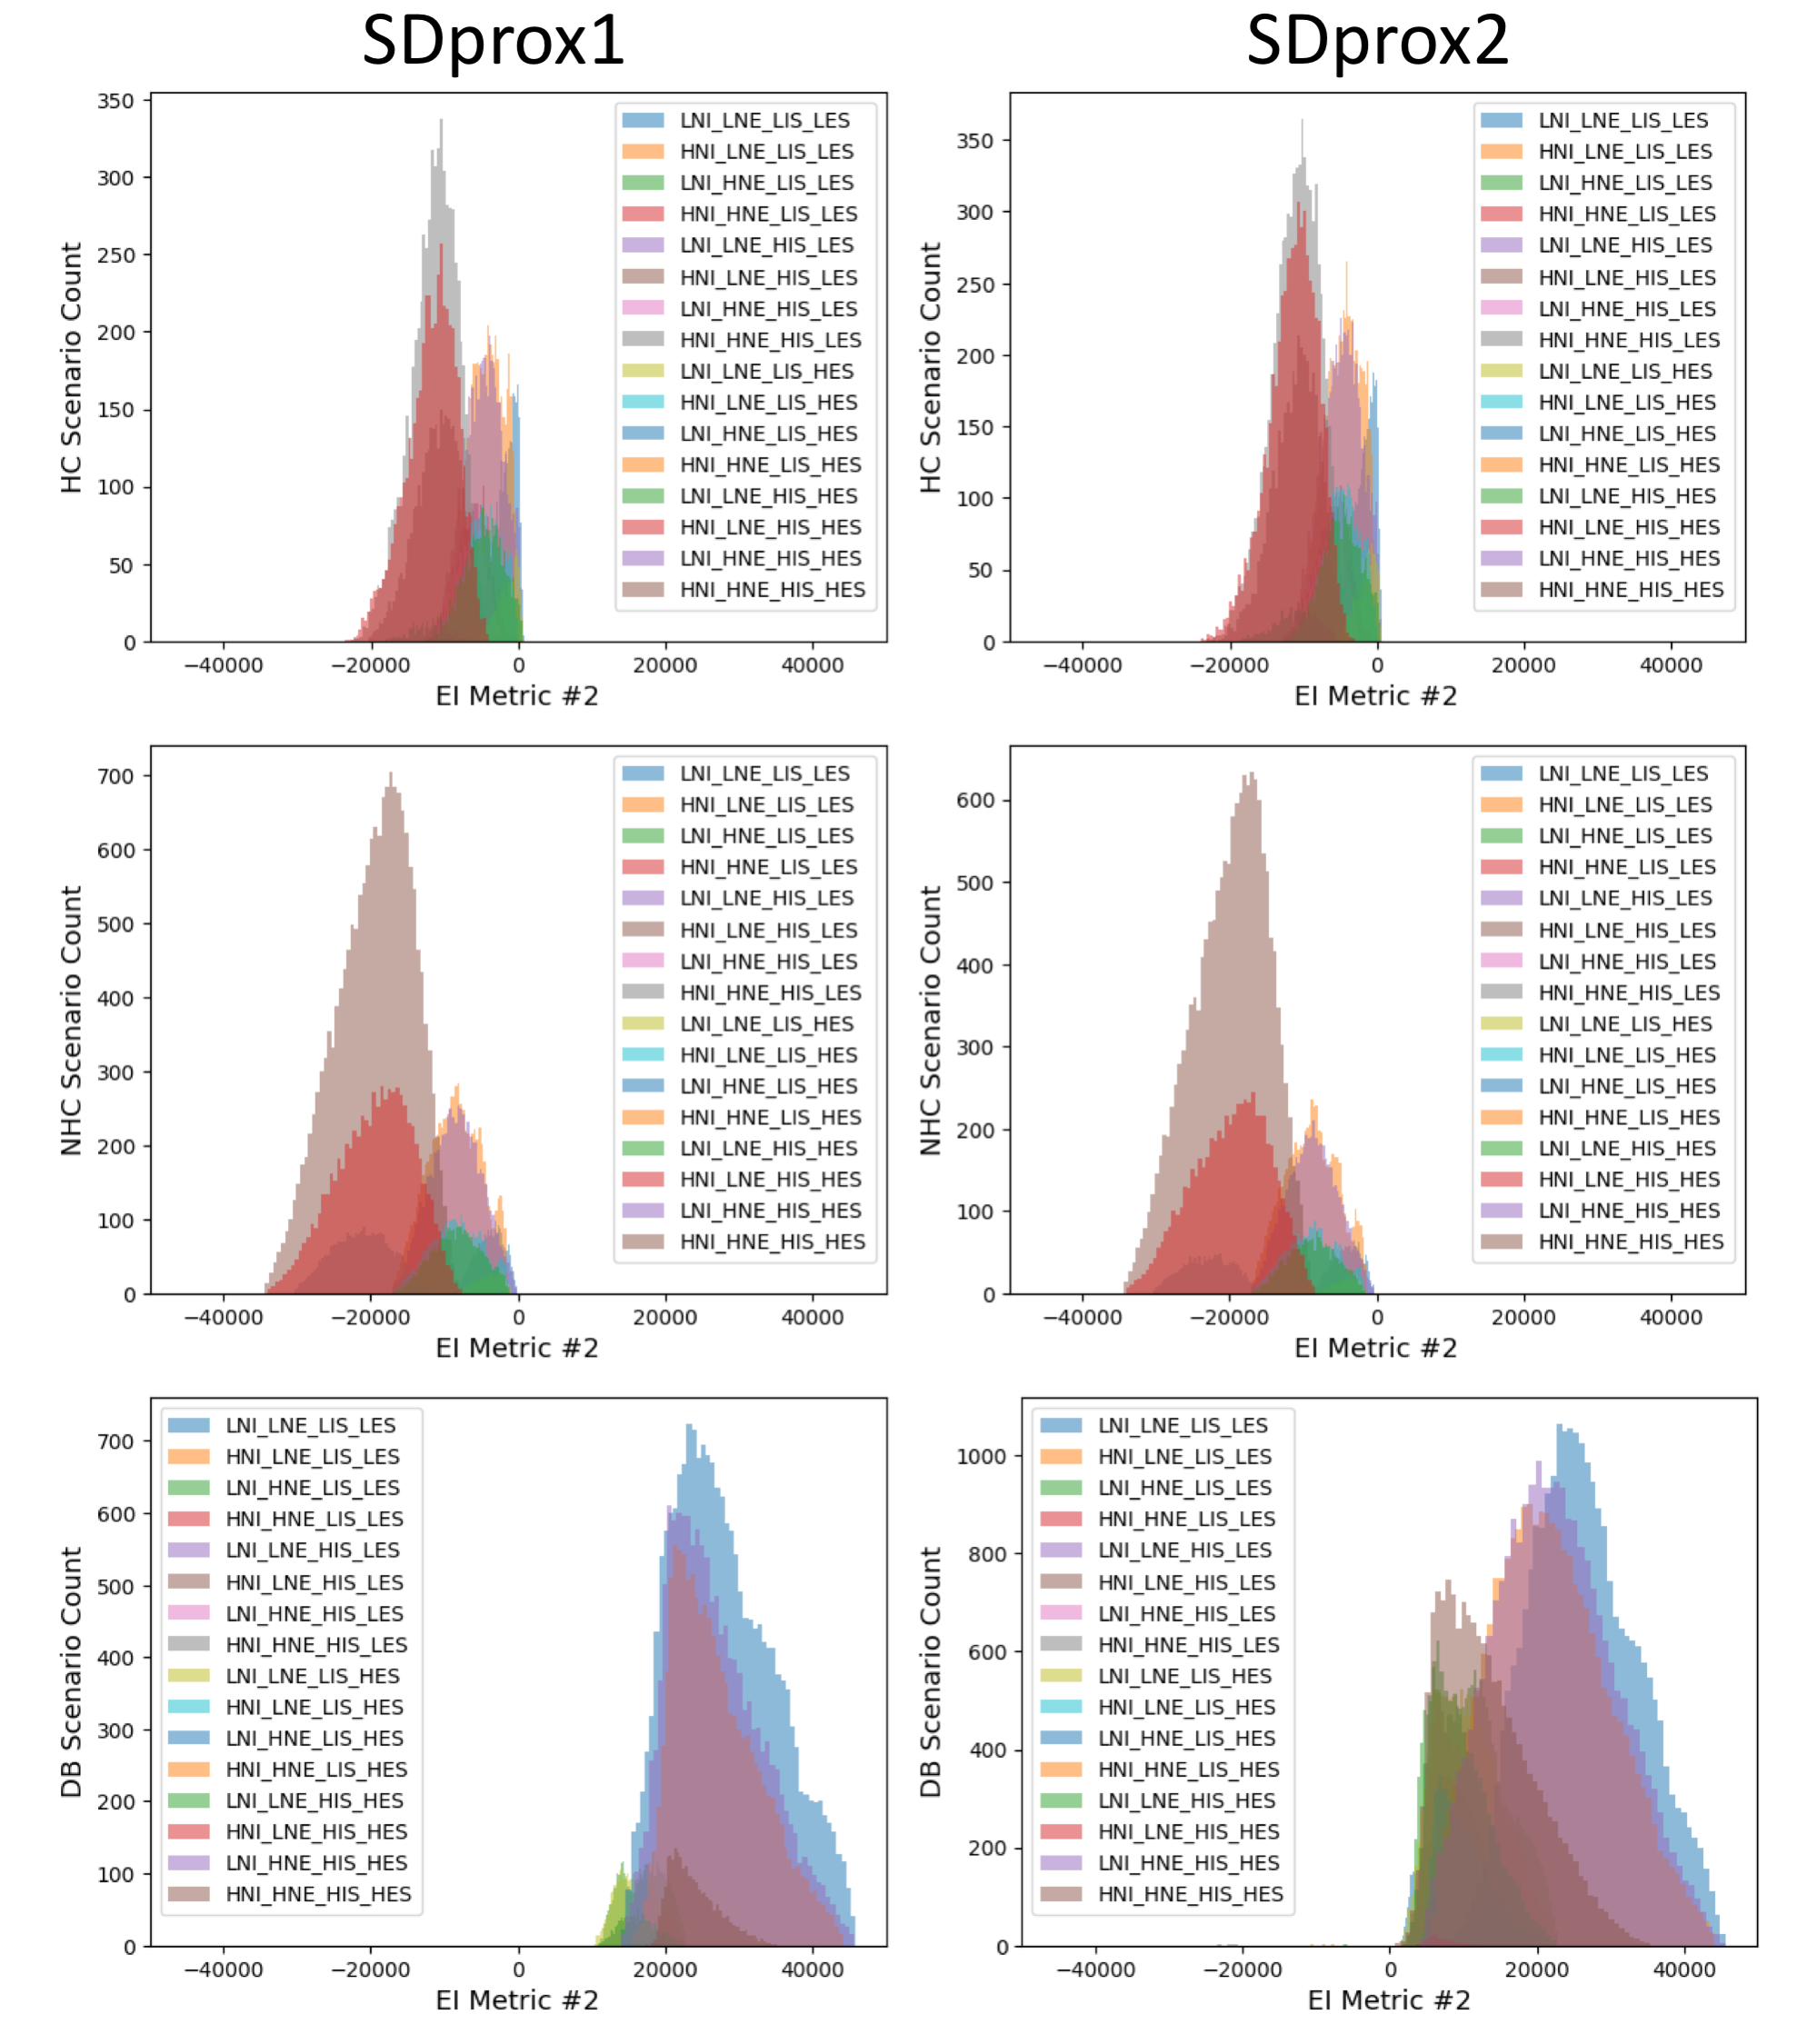 SDprox1
SDprox2
350
300
250
200
150
100
50
0
HC Scenario Count
−40000 −20000 0 20000 40000
EI Metric #2
LNI_LNE_LIS_LES
HNI_LNE_LIS_LES
LNI_HNE_LIS_LES
HNI_HNE_LIS_LES
LNI_LNE_HIS_LES
HNI_LNE_HIS_LES
LNI_HNE_HIS_LES
HNI_HNE_HIS_LES
LNI_LNE_LIS_HES
HNI_LNE_LIS_HES
LNI_HNE_LIS_HES
HNI_HNE_LIS_HES
LNI_LNE_HIS_HES
HNI_LNE_HIS_HES
LNI_HNE_HIS_HES
HNI_HNE_HIS_HES
350
300
250
200
150
100
50
0
HC Scenario Count
−40000 −20000 0 20000 40000
EI Metric #2
LNI_LNE_LIS_LES
HNI_LNE_LIS_LES
LNI_HNE_LIS_LES
HNI_HNE_LIS_LES
LNI_LNE_HIS_LES
HNI_LNE_HIS_LES
LNI_HNE_HIS_LES
HNI_HNE_HIS_LES
LNI_LNE_LIS_HES
HNI_LNE_LIS_HES
LNI_HNE_LIS_HES
HNI_HNE_LIS_HES
LNI_LNE_HIS_HES
HNI_LNE_HIS_HES
LNI_HNE_HIS_HES
HNI_HNE_HIS_HES
700
600
500
400
300
200
100
0
NHC Scenario Count
−40000 −20000 0 20000 40000
EI Metric #2
LNI_LNE_LIS_LES
HNI_LNE_LIS_LES
LNI_HNE_LIS_LES
HNI_HNE_LIS_LES
LNI_LNE_HIS_LES
HNI_LNE_HIS_LES
LNI_HNE_HIS_LES
HNI_HNE_HIS_LES
LNI_LNE_LIS_HES
HNI_LNE_LIS_HES
LNI_HNE_LIS_HES
HNI_HNE_LIS_HES
LNI_LNE_HIS_HES
HNI_LNE_HIS_HES
LNI_HNE_HIS_HES
HNI_HNE_HIS_HES
600
500
400
300
200
100
0
NHC Scenario Count
−40000 −20000 0 20000 40000
EI Metric #2
LNI_LNE_LIS_LES
HNI_LNE_LIS_LES
LNI_HNE_LIS_LES
HNI_HNE_LIS_LES
LNI_LNE_HIS_LES
HNI_LNE_HIS_LES
LNI_HNE_HIS_LES
HNI_HNE_HIS_LES
LNI_LNE_LIS_HES
HNI_LNE_LIS_HES
LNI_HNE_LIS_HES
HNI_HNE_LIS_HES
LNI_LNE_HIS_HES
HNI_LNE_HIS_HES
LNI_HNE_HIS_HES
HNI_HNE_HIS_HES
700
600
500
400
300
200
100
0
DB Scenario Count
−40000 −20000 0 20000 40000
EI Metric #2
LNI_LNE_LIS_LES
HNI_LNE_LIS_LES
LNI_HNE_LIS_LES
HNI_HNE_LIS_LES
LNI_LNE_HIS_LES
HNI_LNE_HIS_LES
LNI_HNE_HIS_LES
HNI_HNE_HIS_LES
LNI_LNE_LIS_HES
HNI_LNE_LIS_HES
LNI_HNE_LIS_HES
HNI_HNE_LIS_HES
LNI_LNE_HIS_HES
HNI_LNE_HIS_HES
LNI_HNE_HIS_HES
HNI_HNE_HIS_HES
1000
800
600
400
200
0
DB Scenario Count
−40000 −20000 0 20000 40000
EI Metric #2
LNI_LNE_LIS_LES
HNI_LNE_LIS_LES
LNI_HNE_LIS_LES
HNI_HNE_LIS_LES
LNI_LNE_HIS_LES
HNI_LNE_HIS_LES
LNI_HNE_HIS_LES
HNI_HNE_HIS_LES
LNI_LNE_LIS_HES
HNI_LNE_LIS_HES
LNI_HNE_LIS_HES
HNI_HNE_LIS_HES
LNI_LNE_HIS_HES
HNI_LNE_HIS_HES
LNI_HNE_HIS_HES
HNI_HNE_HIS_HES